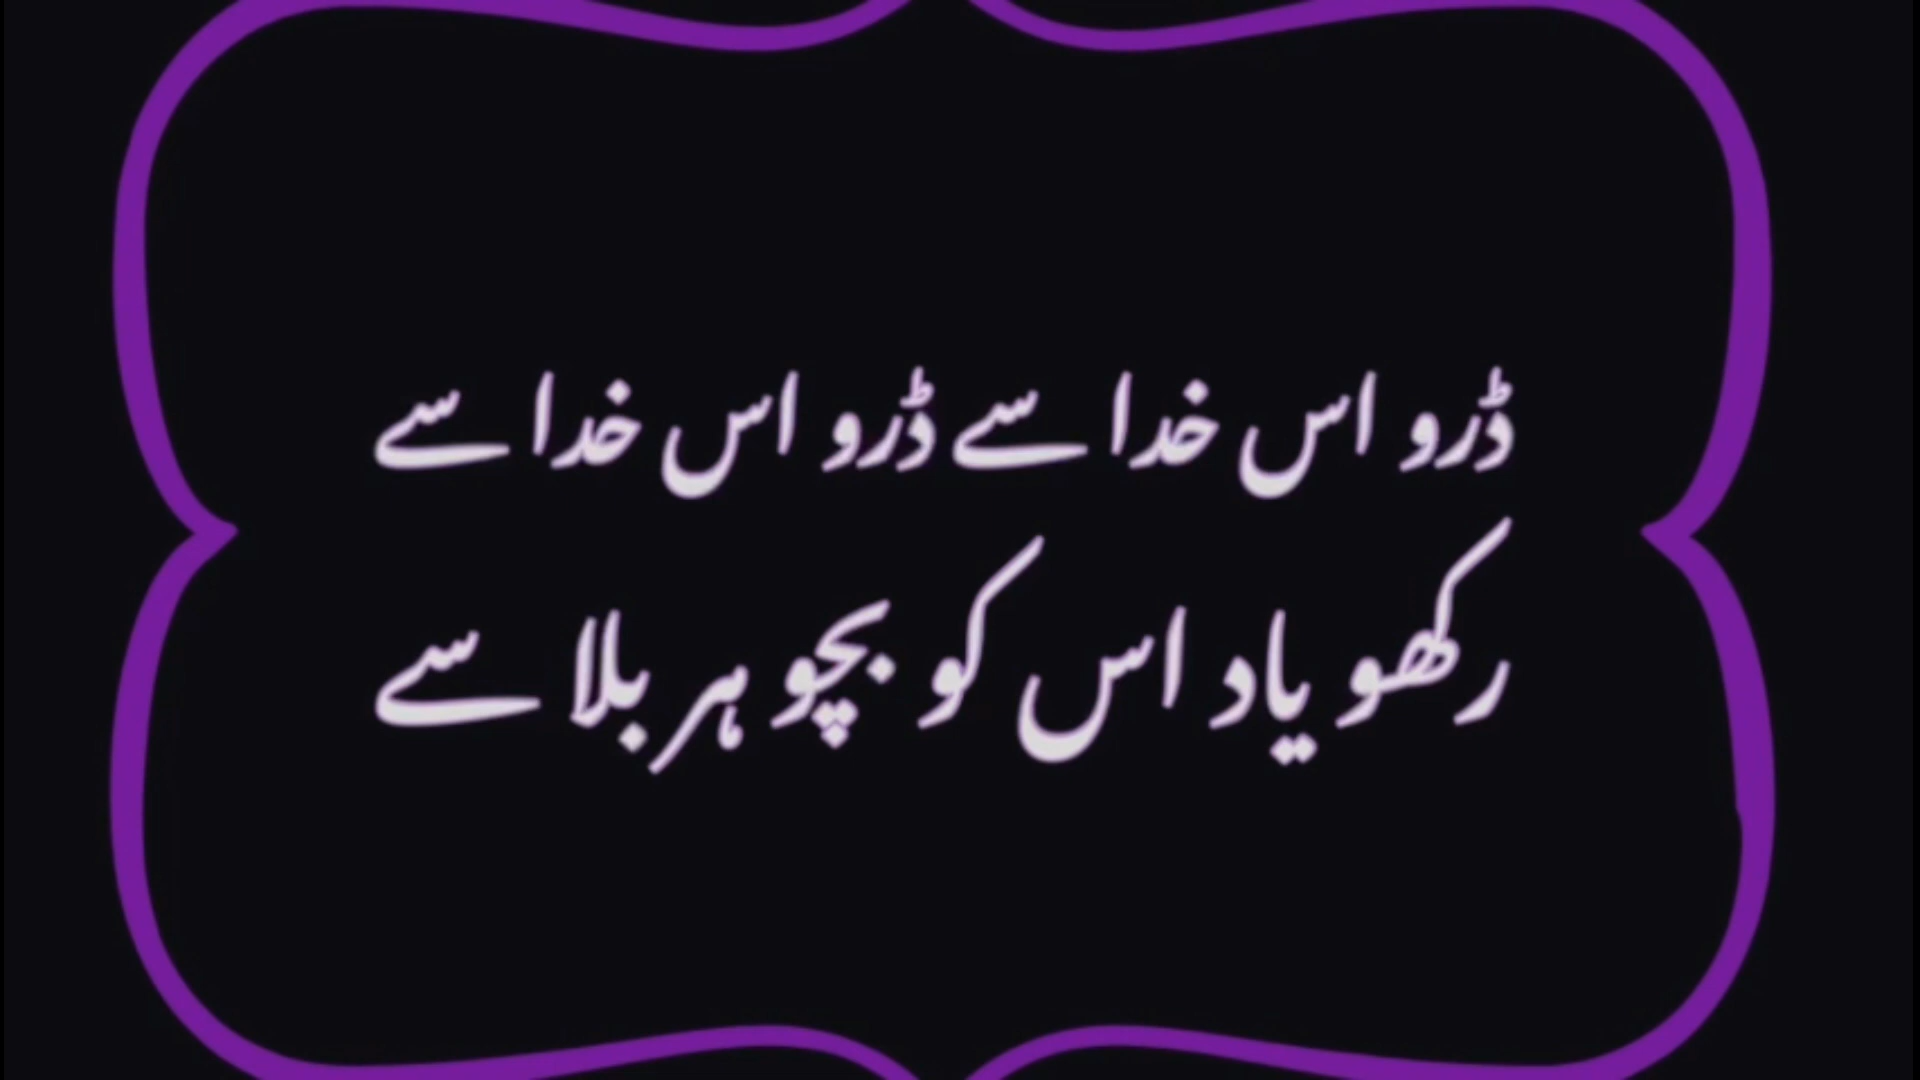 ڈرو اس خدا سے ڈرو اس خدا سے
رکھو یاد اس کو بچو ہر بلا سے